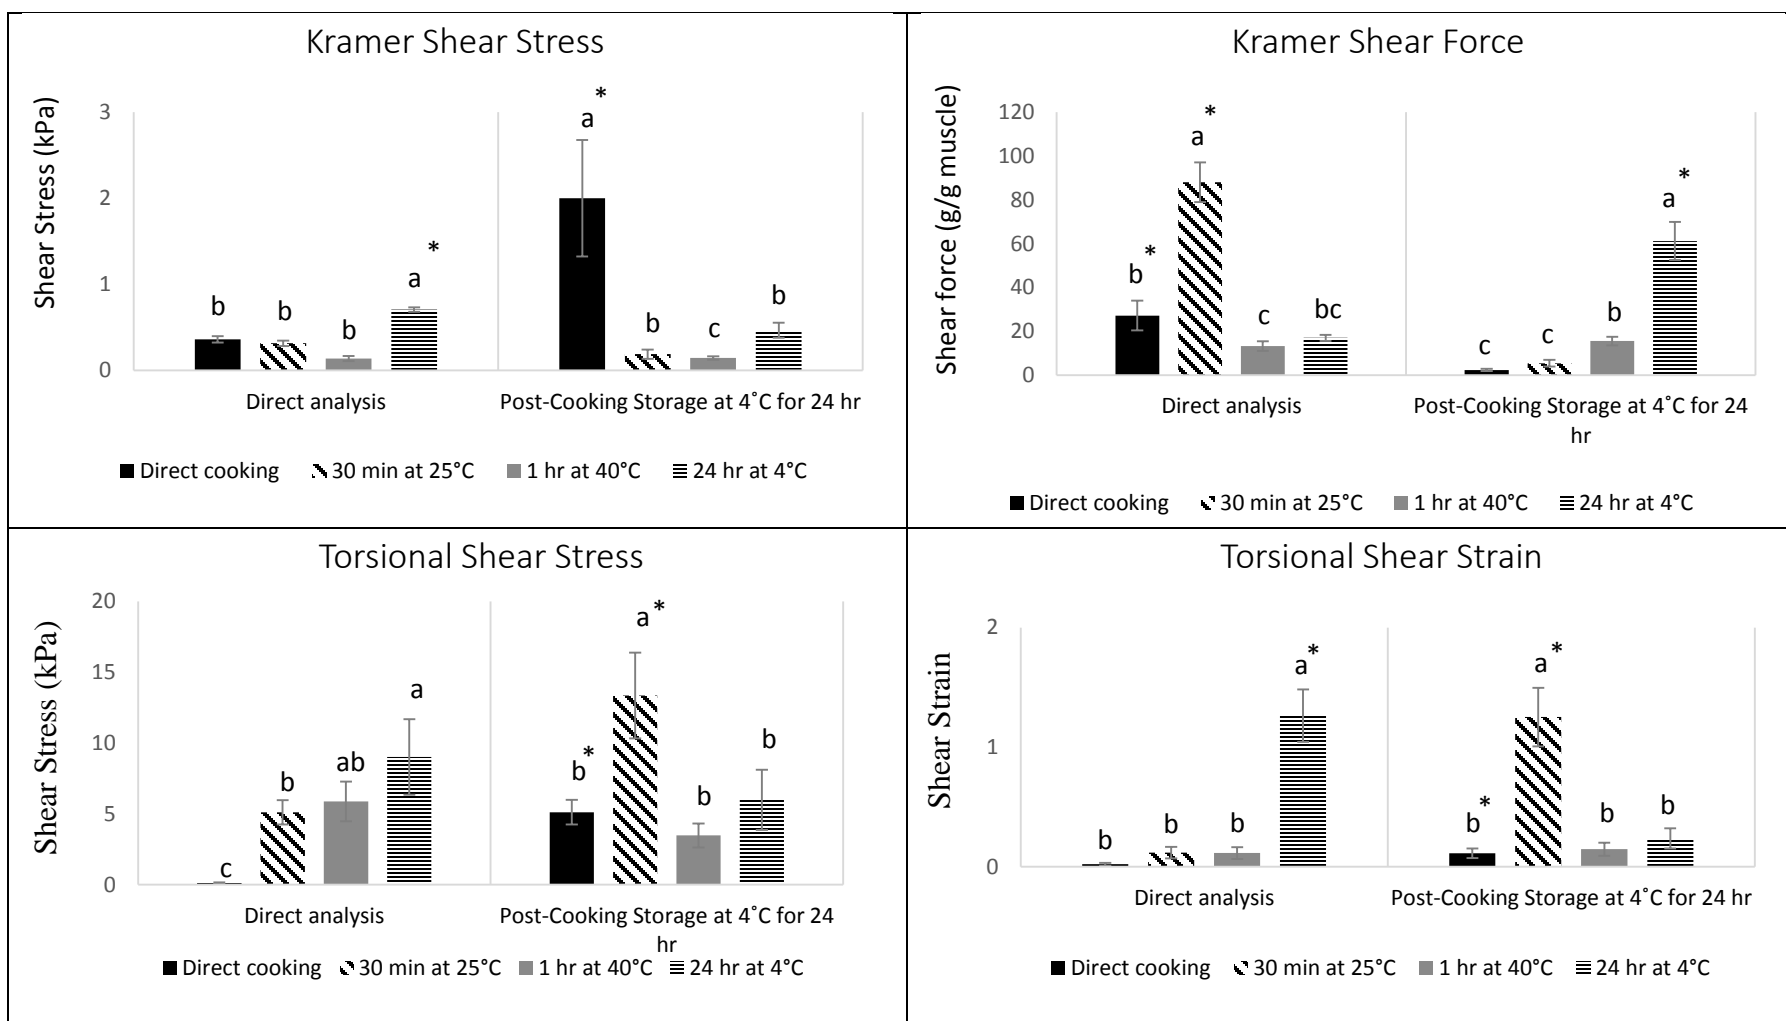 Kramer Shear Stress
Shear Stress (kPa)
3
2
1
0
b
b
b
a*
a*
b
c
b
Direct analysis
Post-Cooking Storage at 4˚C for 24 hr
Direct cooking
30 min at 25°C
1 hr at 40°C
24 hr at 4°C
Kramer Shear Force
Shear force (g/g muscle)
120
100
80
60
40
20
0
b*
a*
c
bc
c
c
b
a*
Direct analysis
Post-Cooking Storage at 4˚C for 24
hr
Direct cooking
30 min at 25°C
1 hr at 40°C
24 hr at 4°C
Torsional Shear Stress
Shear Stress (kPa)
20
15
10
5
0
c
b
ab
a
b*
a*
b
b
Direct analysis
Post-Cooking Storage at 4˚C for 24
hr
Direct cooking
30 min at 25°C
1 hr at 40°C
24 hr at 4°C
Torsional Shear Strain
Shear Strain
2
1
0
b
b
b
a*
b*
a*
b
b
Direct analysis
Post-Cooking Storage at 4˚C for 24 hr
Direct cooking
30 min at 25°C
1 hr at 40°C
24 hr at 4°C